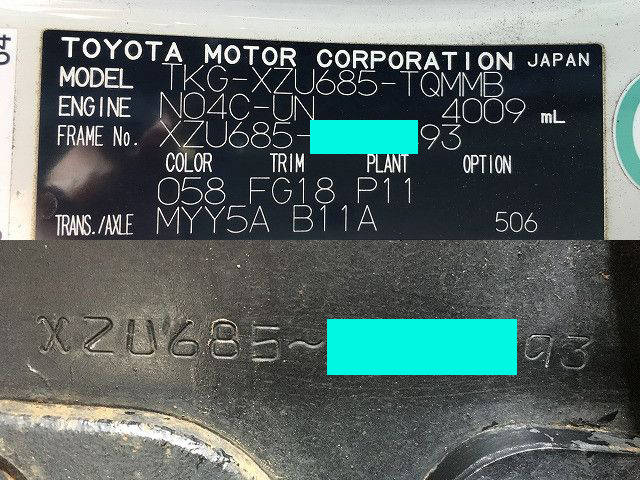 TOYOTA MOTOR CORPORATION JAPAN
MODEL TKG-XZU685-TQMMB
ENGINE N04C-UN 4009 mL
FRAME No. XZU685- 93
COLOR TRIM PLANT OPTION
058 FG18 P11
TRANS./AXLE MYY5A B11A 506
XZU685~ 93